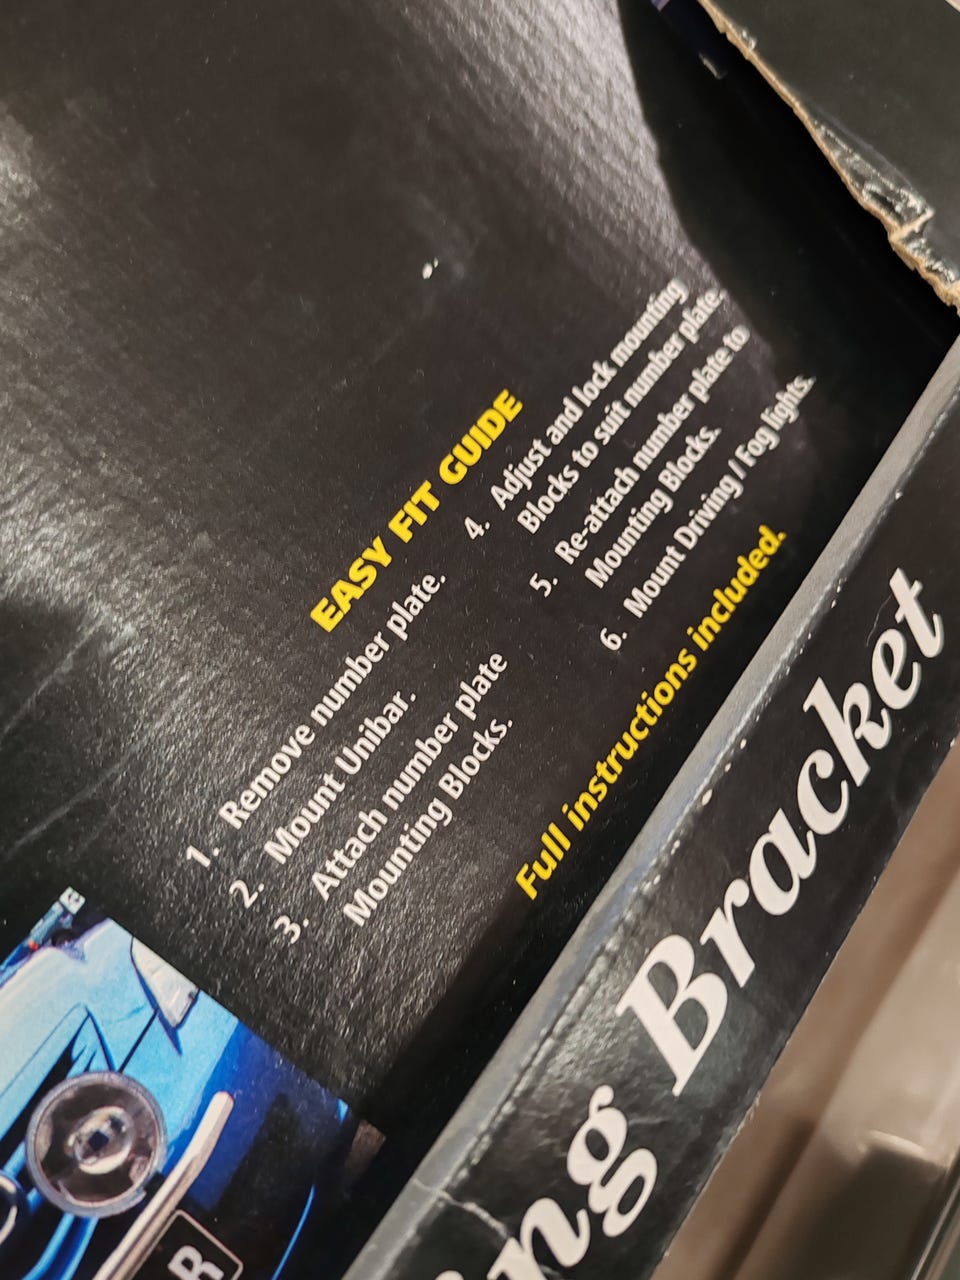 EASY FIT GUIDE
1. Remove number plate.
2. Mount Unibar.
3. Attach number plate
Mounting Blocks.
4. Adjust and lock mounting
Blocks to suit number plate.
5. Re-attach number plate to
Mounting Blocks.
6. Mount Driving / Fog lights.
Full instructions included.
ng Bracket
R